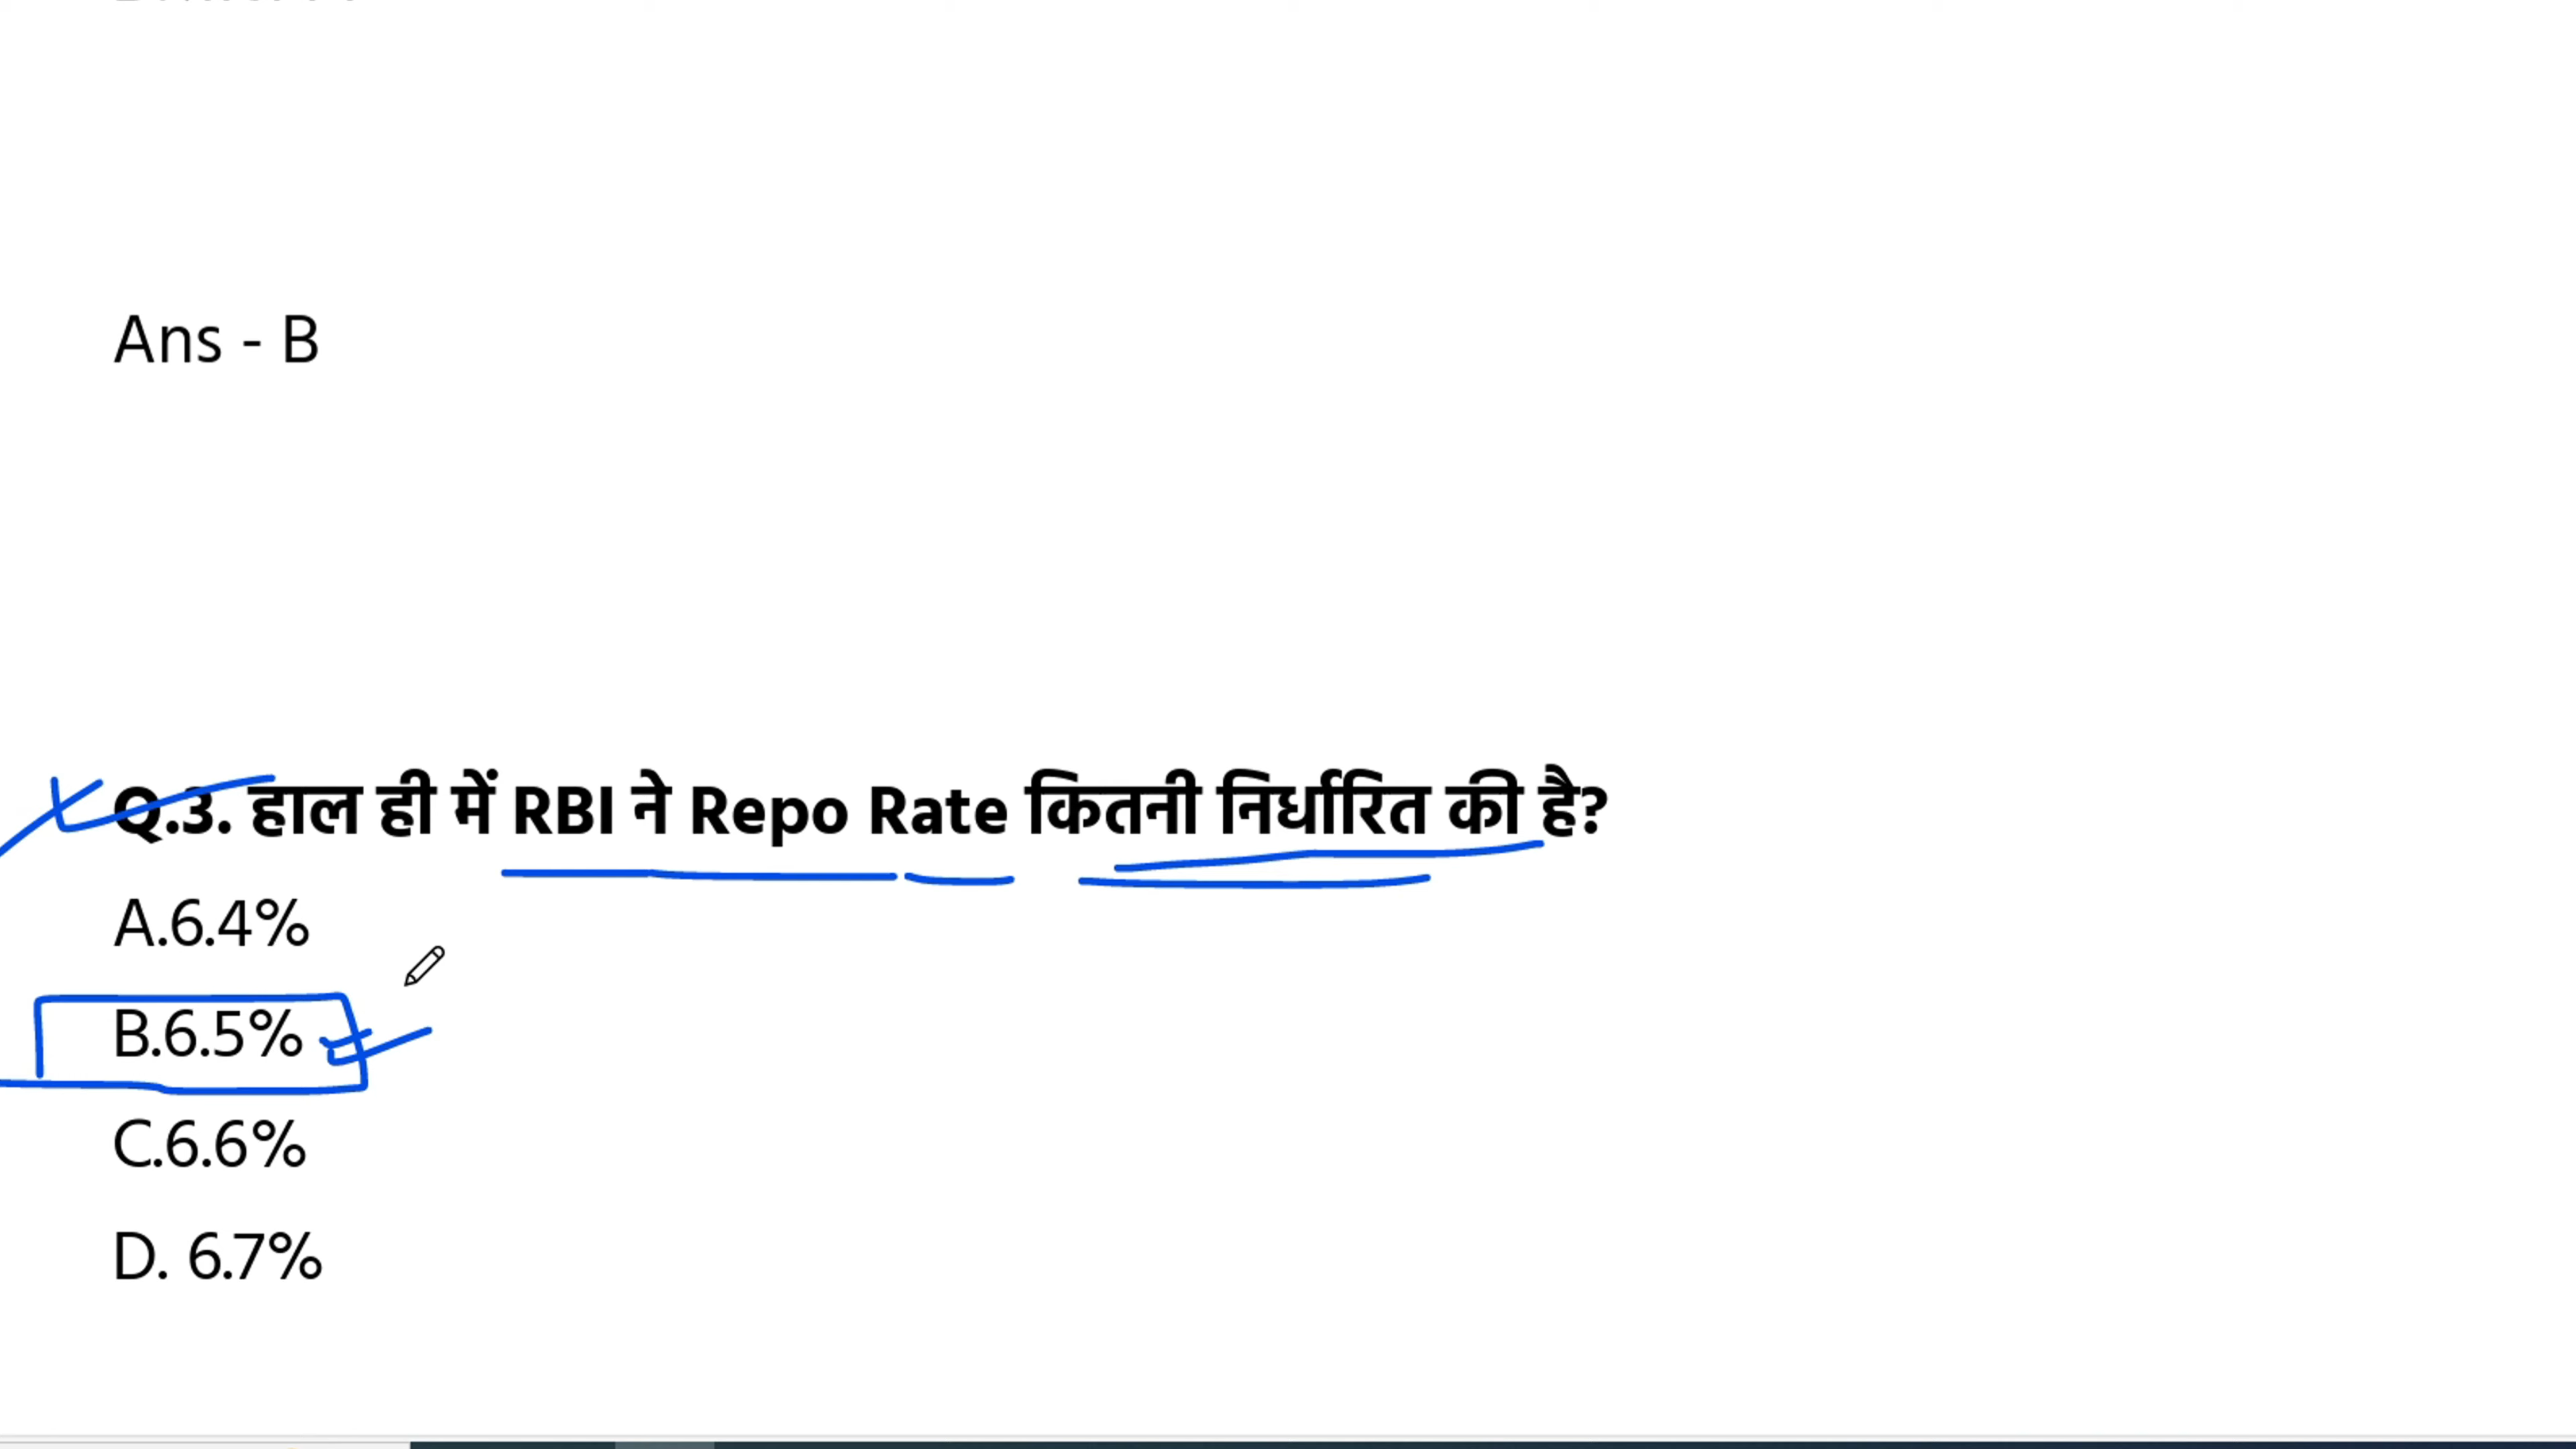 Ans - B
Q.3. हाल ही में RBI ने Repo Rate कितनी निर्धारित की है?
A.6.4%
B.6.5%
C.6.6%
D. 6.7%